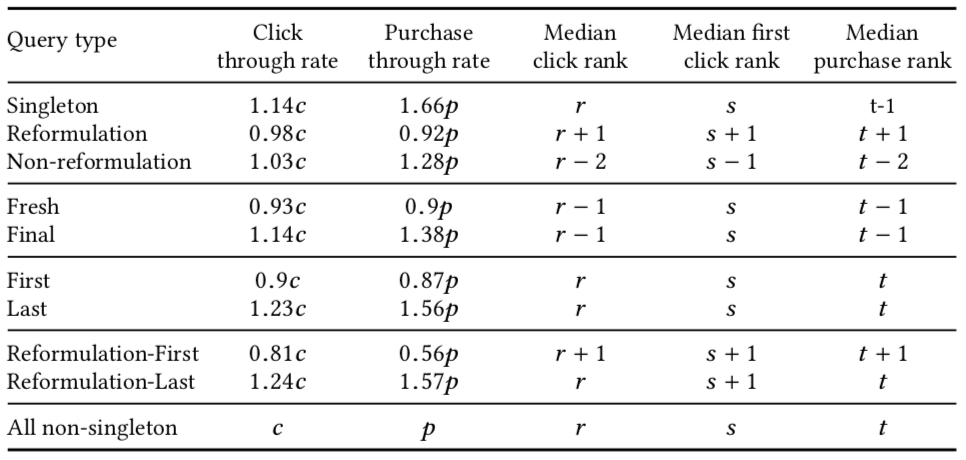 Query type Click through rate Purchase through rate Median click rank Median first click rank Median purchase rank
Singleton 1.14c 1.66p r s t-1
Reformulation 0.98c 0.92p r + 1 s + 1 t + 1
Non-reformulation 1.03c 1.28p r − 2 s − 1 t − 2
Fresh 0.93c 0.9p r − 1 s t − 1
Final 1.14c 1.38p r − 1 s t − 1
First 0.9c 0.87p r s t
Last 1.23c 1.56p r s t
Reformulation-First 0.81c 0.56p r + 1 s + 1 t + 1
Reformulation-Last 1.24c 1.57p r s + 1 t
All non-singleton c p r s t